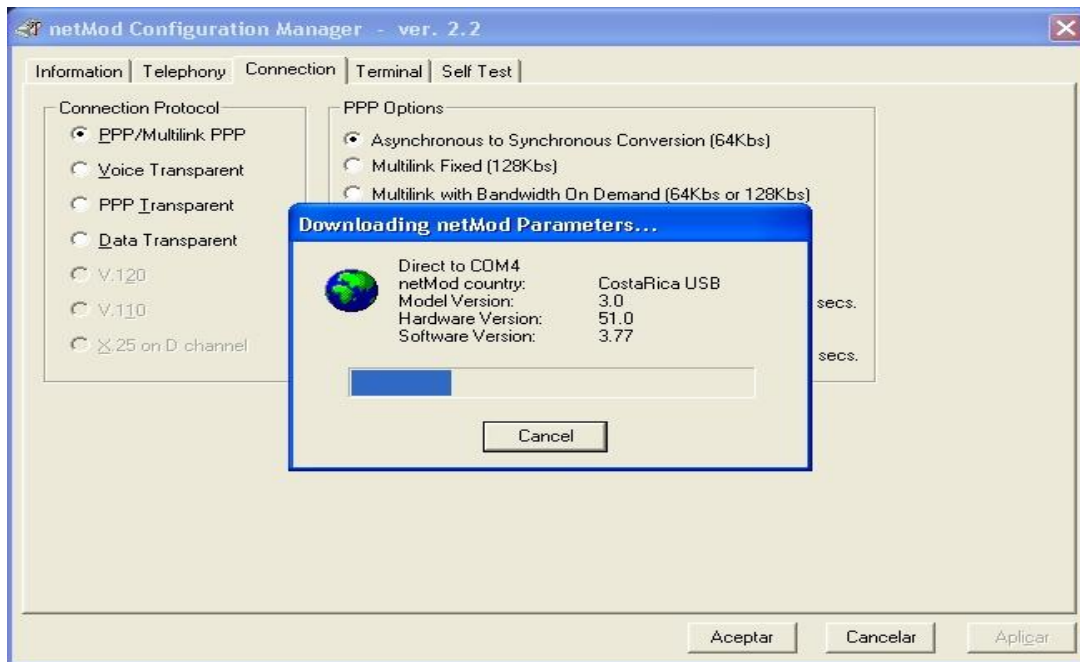 netMod Configuration Manager - ver. 2.2
Information Telephony Connection Terminal Self Test
Connection Protocol
PPP/Multilink PPP
Voice Transparent
PPP Transparent
Data Transparent
V.120
V.110
X.25 on D channel
PPP Options
Asynchronous to Synchronous Conversion (64Kbs)
Multilink Fixed (128Kbs)
Multilink with Bandwidth On Demand (64Kbs or 128Kbs)
secs.
secs.
Downloading netMod Parameters...
Direct to COM4
netMod country: CostaRica USB
Model Version: 3.0
Hardware Version: 51.0
Software Version: 3.77
Cancel
Aceptar Cancelar Aplicar